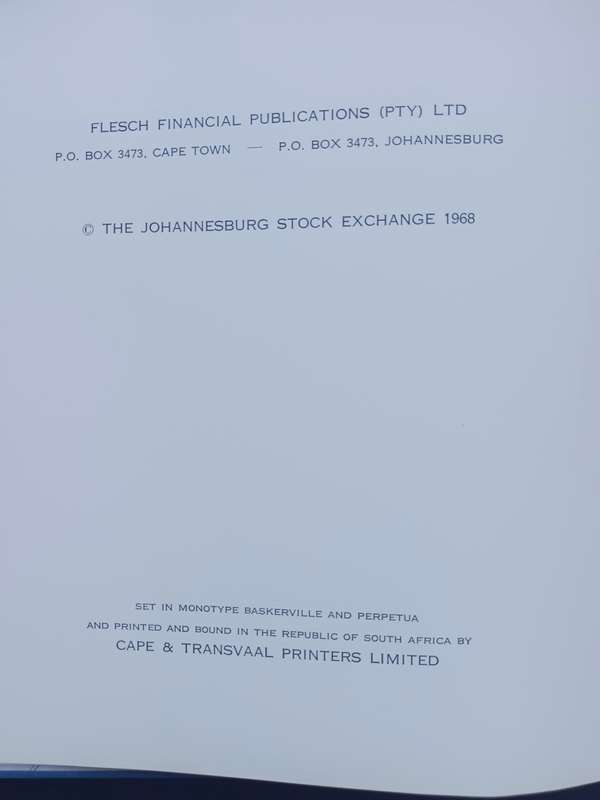 FLESCH FINANCIAL PUBLICATIONS (PTY) LTD
P.O. BOX 3473, CAPE TOWN — P.O. BOX 3473, JOHANNESBURG
© THE JOHANNESBURG STOCK EXCHANGE 1968
SET IN MONOTYPE BASKERVILLE AND PERPETUA
AND PRINTED AND BOUND IN THE REPUBLIC OF SOUTH AFRICA BY
CAPE & TRANSVAAL PRINTERS LIMITED